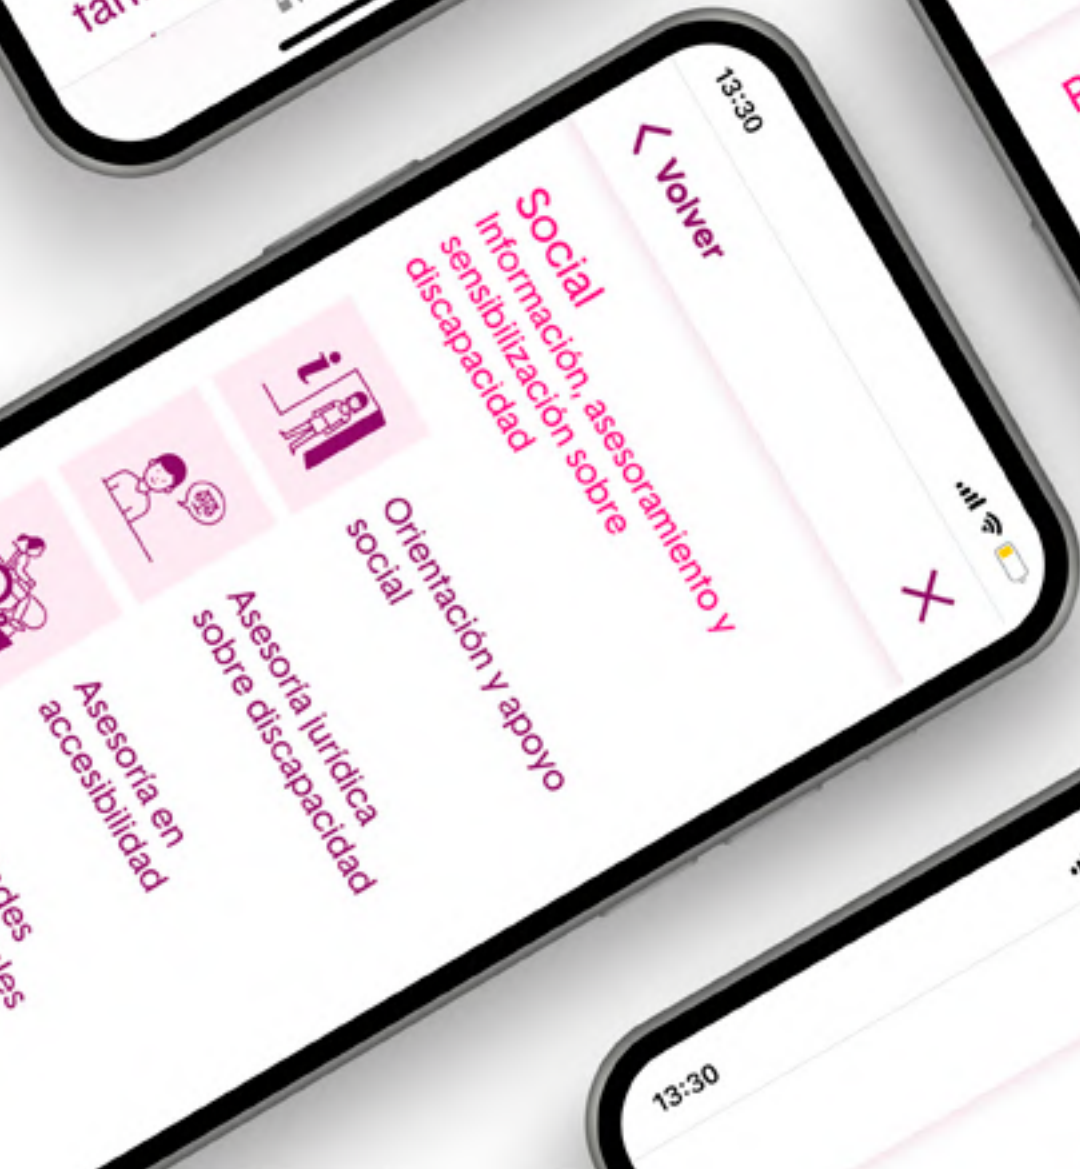 13:30
Volver
Social
Información, asesoramiento y
sensibilización sobre
discapacidad
Orientación y apoyo
social
Asesoría jurídica
sobre discapacidad
Asesoría en
accesibilidad
13:30